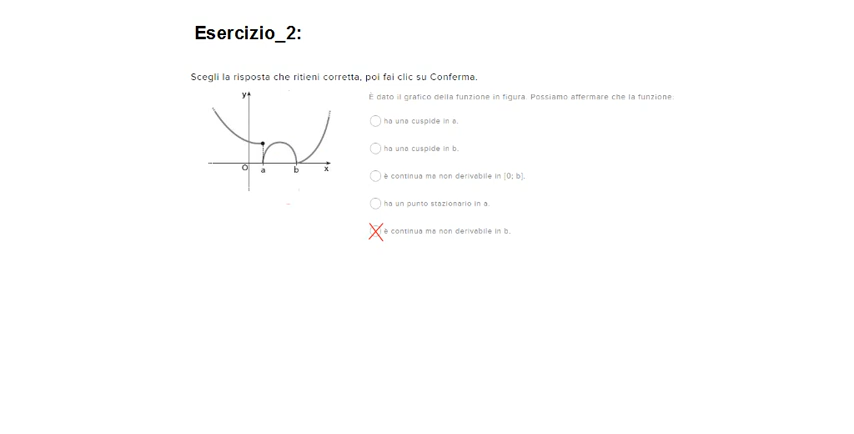 Esercizio_2:
Scegli la risposta che ritieni corretta, poi fai clic su Conferma.
È dato il grafico della funzione in figura. Possiamo affermare che la funzione:
y
O
a
b
x
ha una cuspide in a.
ha una cuspide in b.
è continua ma non derivabile in [0; b].
ha un punto stazionario in a.
è continua ma non derivabile in b.